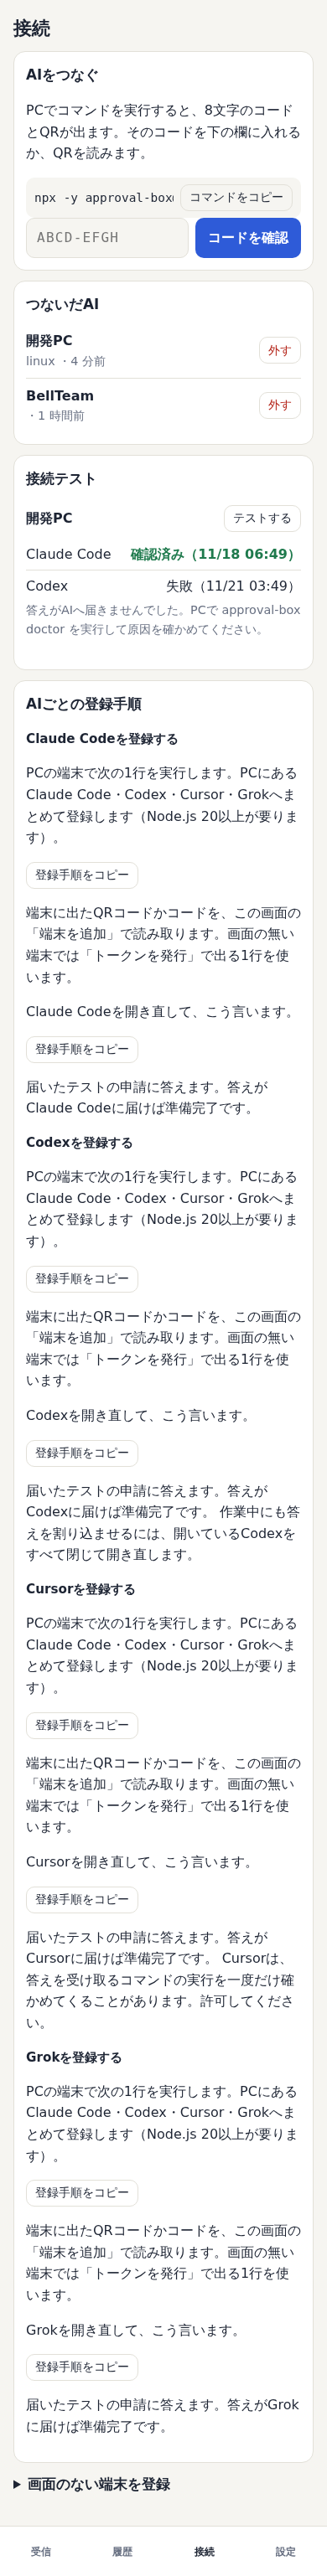 接続
AIをつなぐ
PCでコマンドを実行すると、8文字のコード
とQRが出ます。そのコードを下の欄に入れる
か、QRを読みます。
npx -y approval-box コマンドをコピー
ABCD-EFGH コードを確認
つないだAI
開発PC
linux ・4 分前
外す
BellTeam
・1 時間前
外す
接続テスト
開発PC テストする
Claude Code 確認済み（11/18 06:49）
Codex 失敗（11/21 03:49）
答えがAIへ届きませんでした。PCで approval-box
doctor を実行して原因を確かめてください。
AIごとの登録手順
Claude Codeを登録する
PCの端末で次の1行を実行します。PCにある
Claude Code・Codex・Cursor・Grokへま
とめて登録します（Node.js 20以上が要りま
す）。
登録手順をコピー
端末に出たQRコードかコードを、この画面の
「端末を追加」で読み取ります。画面の無い
端末では「トークンを発行」で出る1行を使
います。
Claude Codeを開き直して、こう言います。
登録手順をコピー
届いたテストの申請に答えます。答えが
Claude Codeに届けば準備完了です。
Codexを登録する
PCの端末で次の1行を実行します。PCにある
Claude Code・Codex・Cursor・Grokへま
とめて登録します（Node.js 20以上が要りま
す）。
登録手順をコピー
端末に出たQRコードかコードを、この画面の
「端末を追加」で読み取ります。画面の無い
端末では「トークンを発行」で出る1行を使
います。
Codexを開き直して、こう言います。
登録手順をコピー
届いたテストの申請に答えます。答えが
Codexに届けば準備完了です。 作業中にも答
えを割り込ませるには、開いているCodexを
すべて閉じて開き直します。
Cursorを登録する
PCの端末で次の1行を実行します。PCにある
Claude Code・Codex・Cursor・Grokへま
とめて登録します（Node.js 20以上が要りま
す）。
登録手順をコピー
端末に出たQRコードかコードを、この画面の
「端末を追加」で読み取ります。画面の無い
端末では「トークンを発行」で出る1行を使
います。
Cursorを開き直して、こう言います。
登録手順をコピー
届いたテストの申請に答えます。答えが
Cursorに届けば準備完了です。 Cursorは、
答えを受け取るコマンドの実行を一度だけ確
かめてくることがあります。許可してくださ
い。
Grokを登録する
PCの端末で次の1行を実行します。PCにある
Claude Code・Codex・Cursor・Grokへま
とめて登録します（Node.js 20以上が要りま
す）。
登録手順をコピー
端末に出たQRコードかコードを、この画面の
「端末を追加」で読み取ります。画面の無い
端末では「トークンを発行」で出る1行を使
います。
Grokを開き直して、こう言います。
登録手順をコピー
届いたテストの申請に答えます。答えがGrok
に届けば準備完了です。
▶ 画面のない端末を登録
受信 履歴 接続 設定